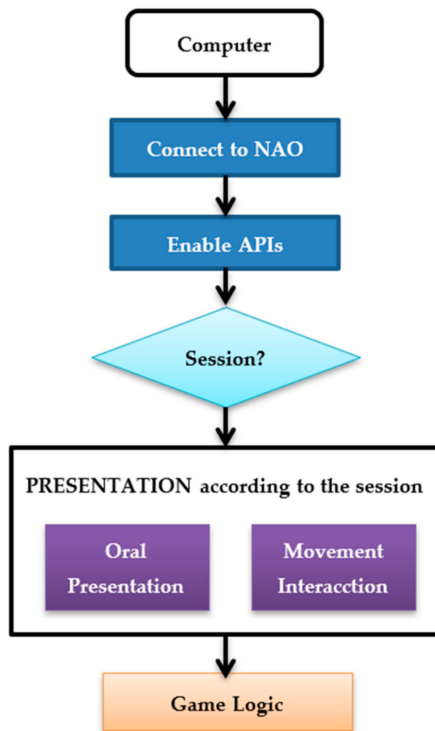 Computer
Connect to NAO
Enable APIs
Session?
PRESENTATION according to the session
Oral
Presentation
Movement
Interacction
Game Logic